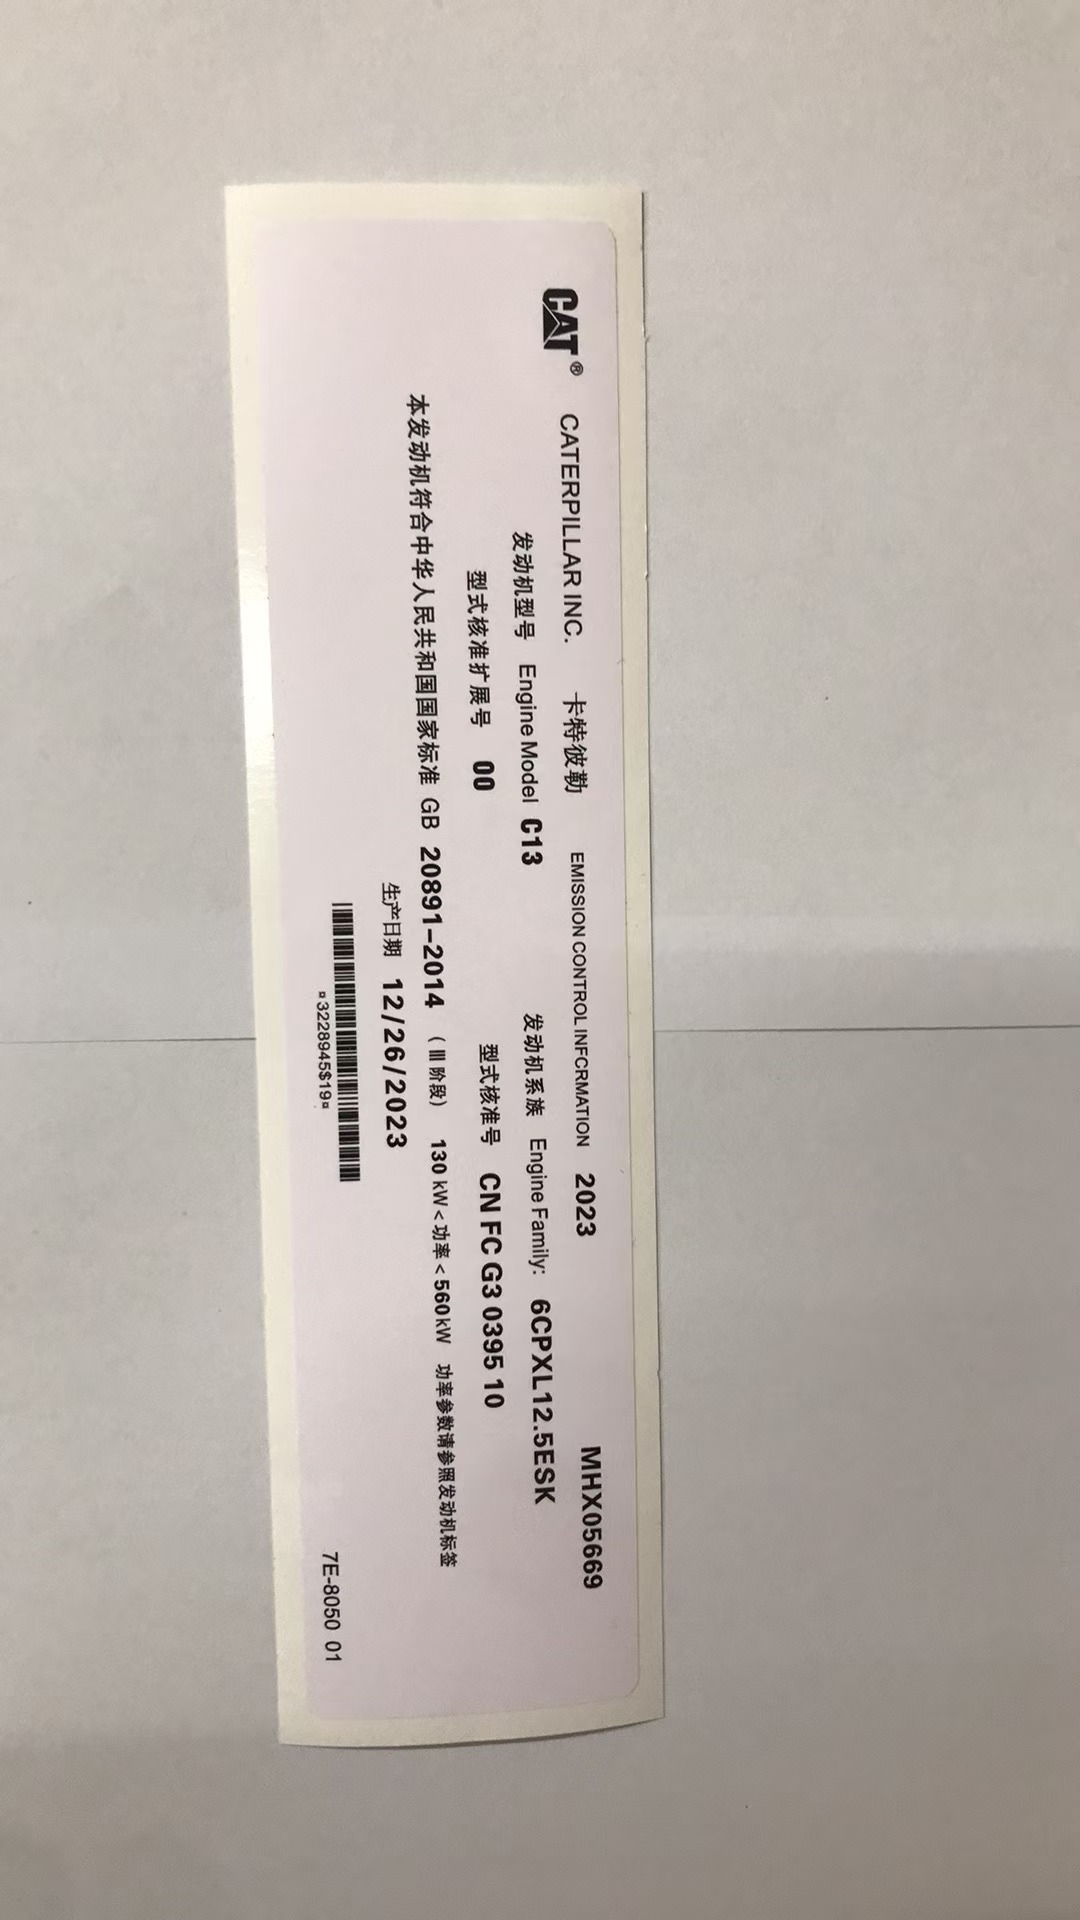 CAT® CATERPILLAR INC. 卡特彼勒 EMISSION CONTROL INFCRMATION 2023 MHX05669
发动机型号 Engine Model C13 发动机系族 Engine Family: 6CPXL12.5ESK
型式核准扩展号 00 型式核准号 CN FC G3 0395 10
本发动机符合中华人民共和国国家标准 GB 20891-2014 (Ⅲ阶段) 130 kW<功率<560kW 功率参数请参照发动机标签
生产日期 12/26/2023
¤3228945$19¤
7E-8050 01